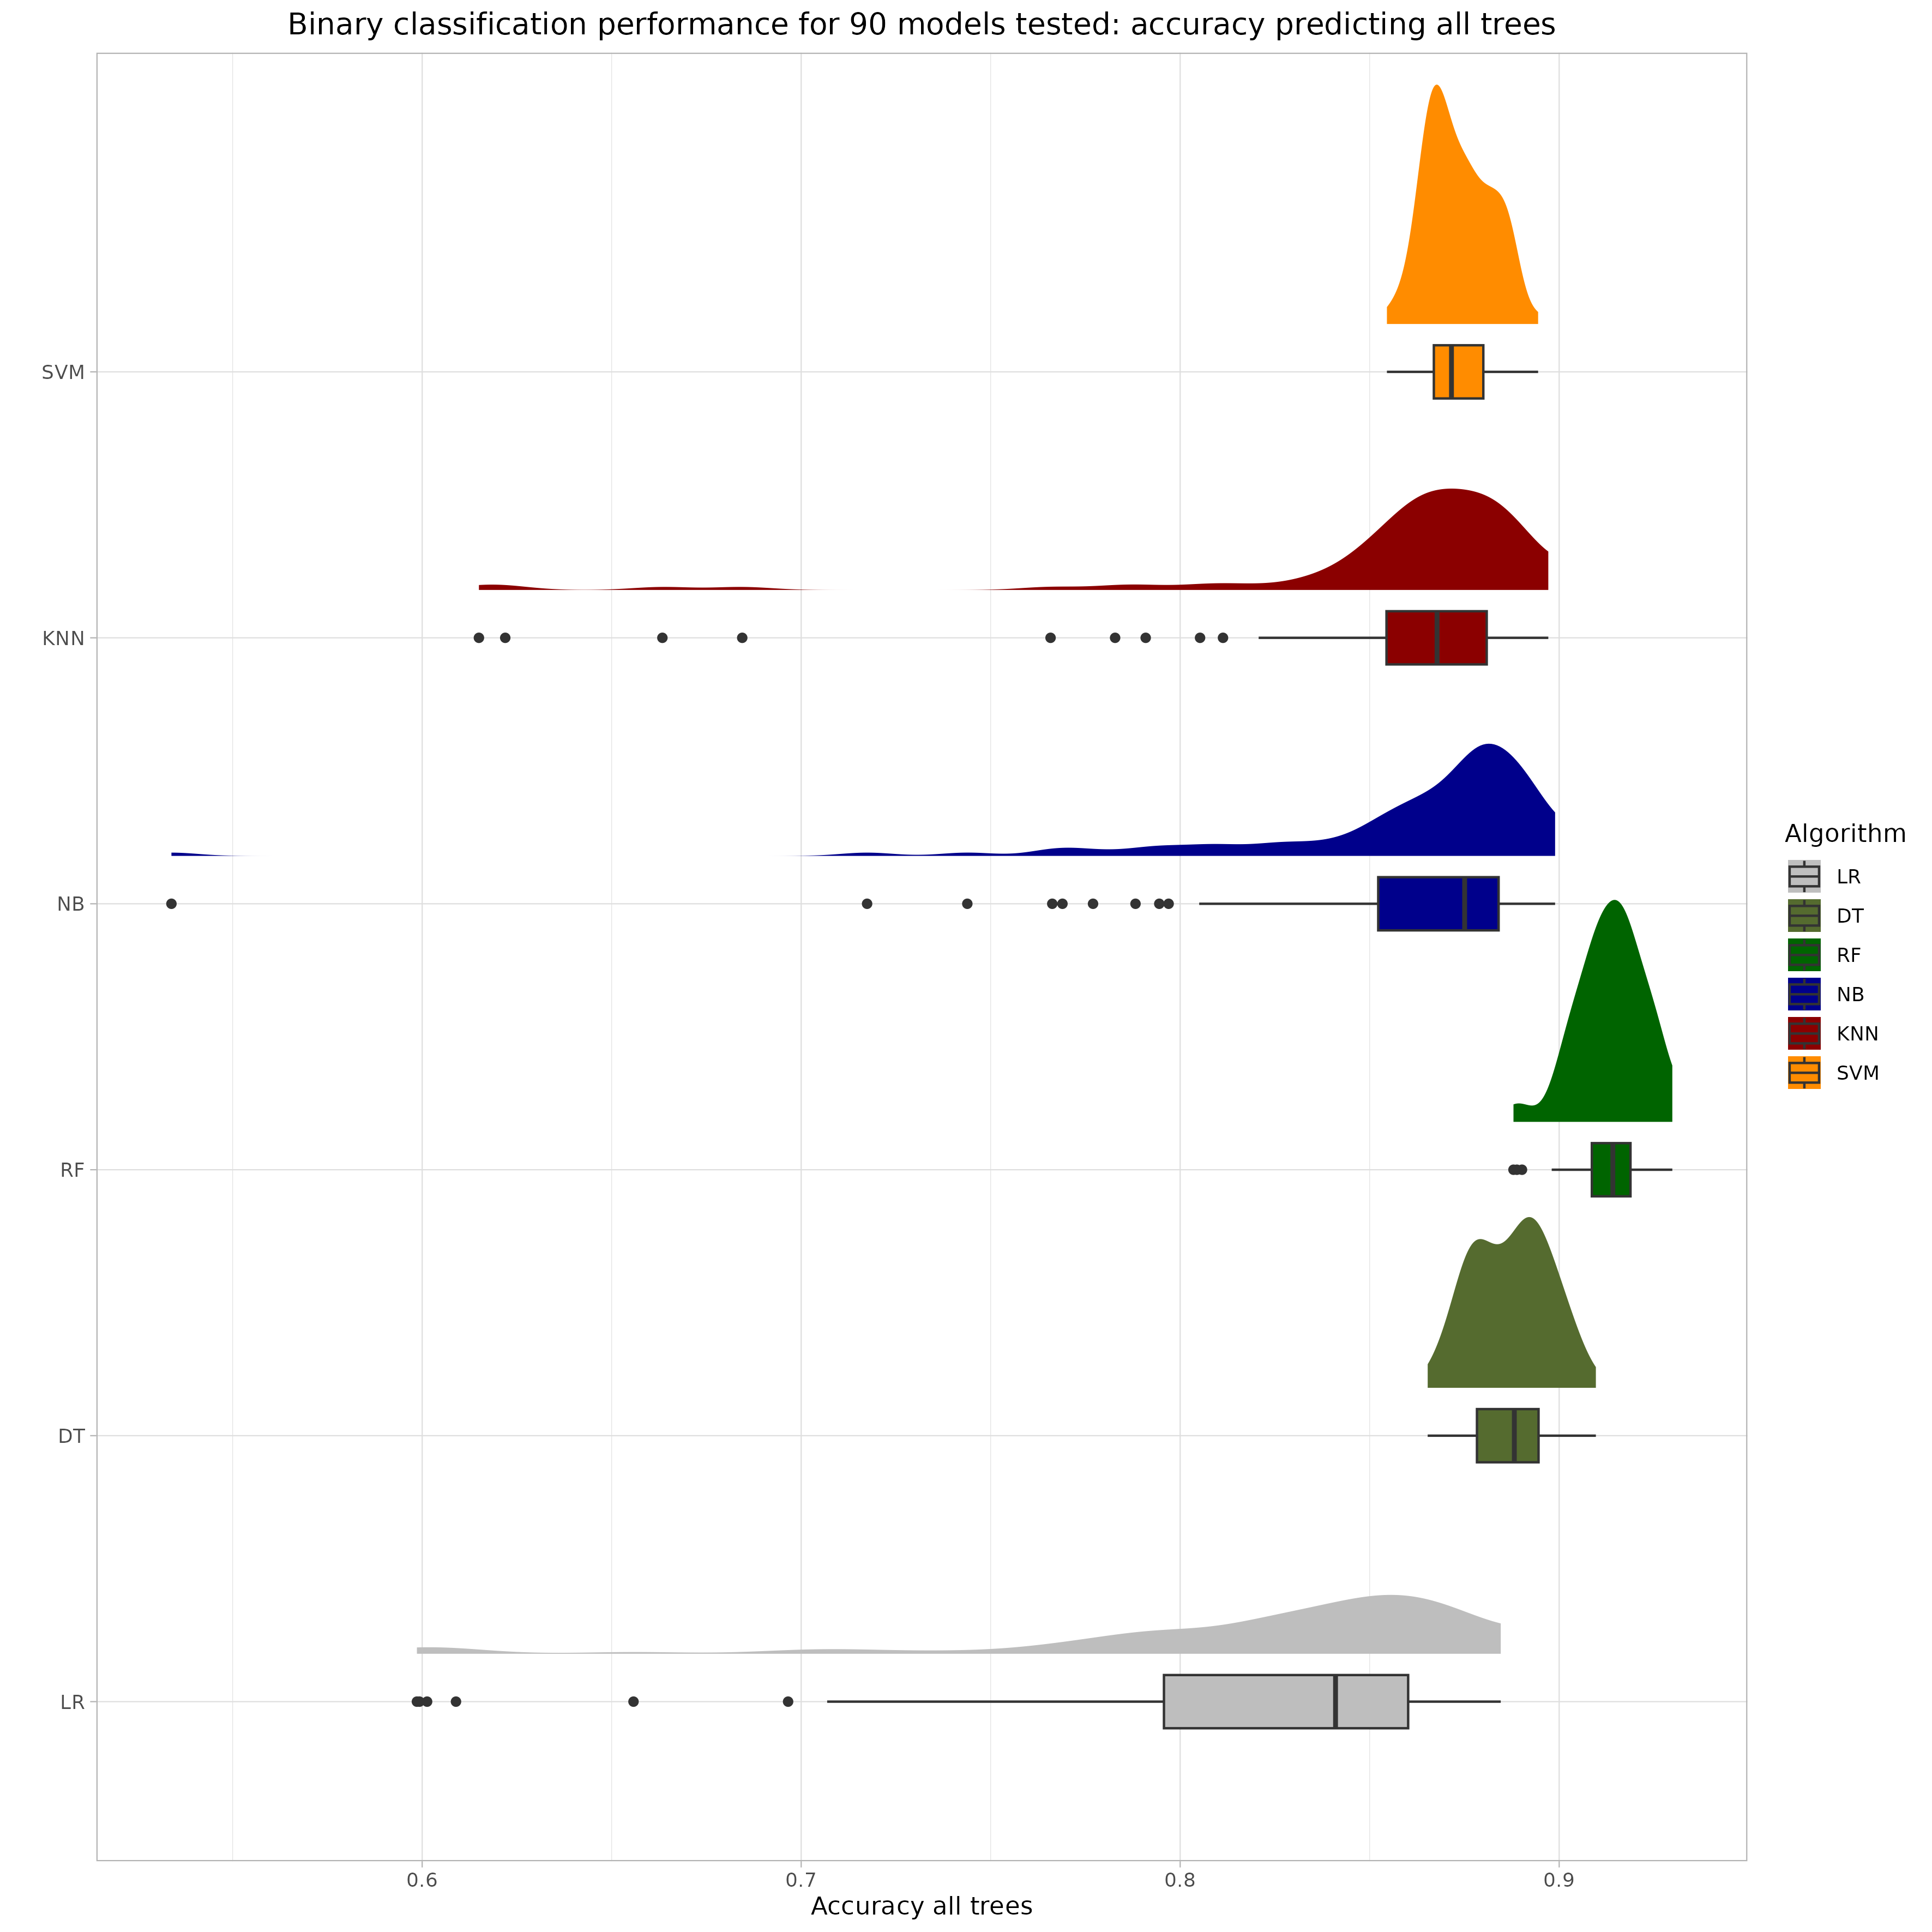 Binary classification performance for 90 models tested: accuracy predicting all trees
SVM
KNN
NB
RF
DT
LR
0.6 0.7 0.8 0.9
Accuracy all trees
Algorithm
LR
DT
RF
NB
KNN
SVM